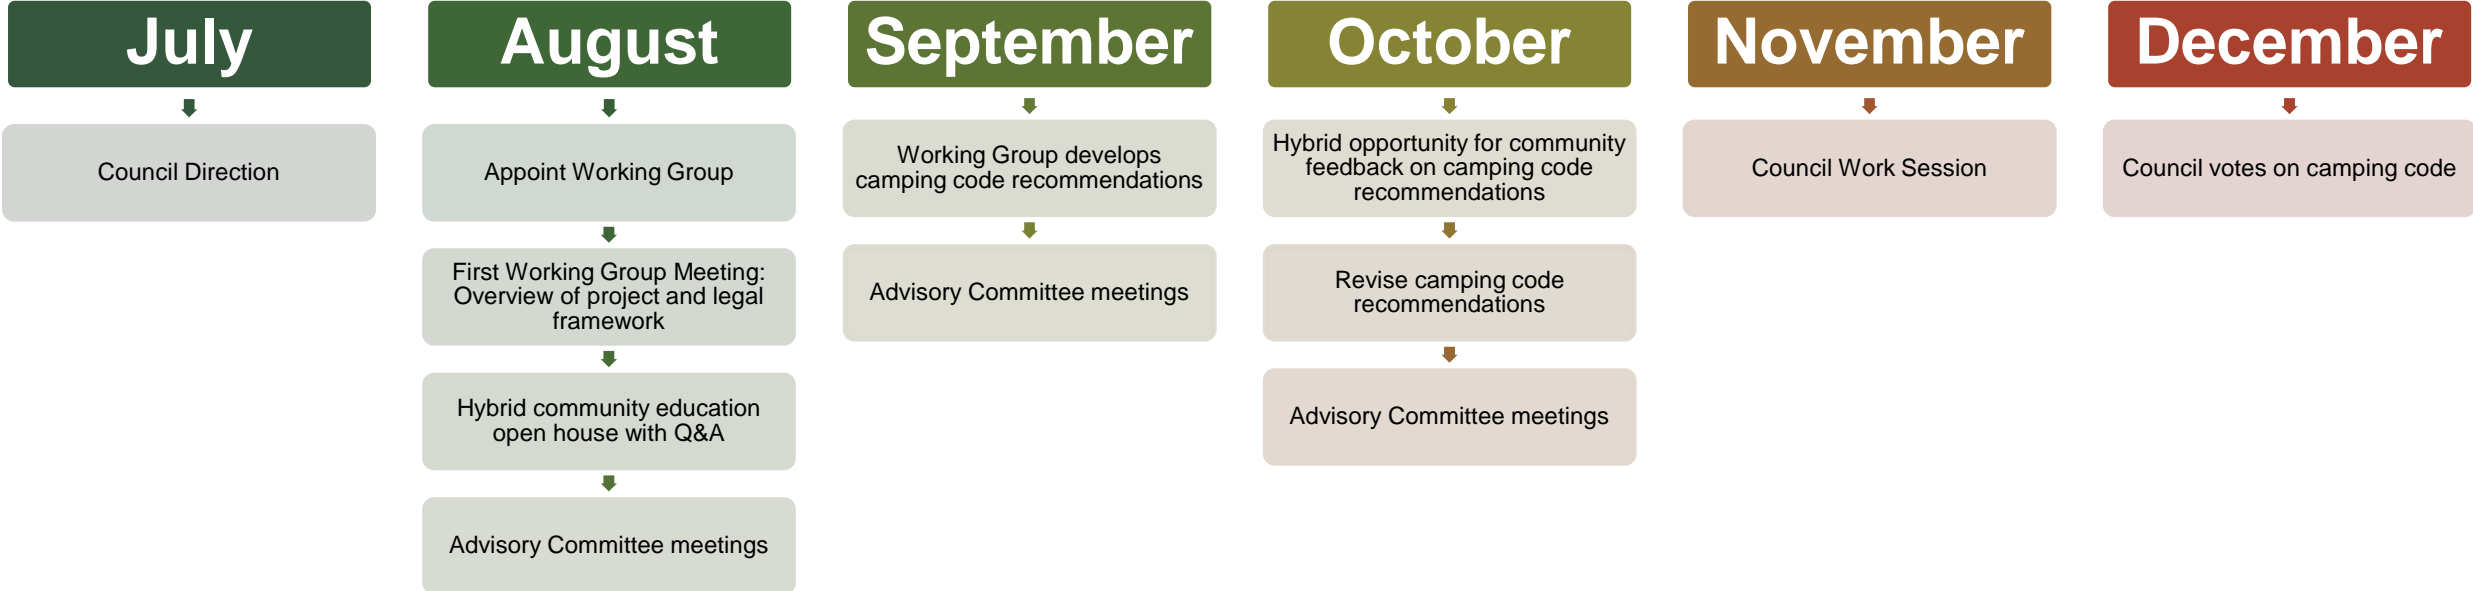 July
Council Direction
August
Appoint Working Group
First Working Group Meeting:
Overview of project and legal
framework
Hybrid community education
open house with Q&A
Advisory Committee meetings
September
Working Group develops
camping code recommendations
Advisory Committee meetings
October
Hybrid opportunity for community
feedback on camping code
recommendations
Revise camping code
recommendations
Advisory Committee meetings
November
Council Work Session
December
Council votes on camping code